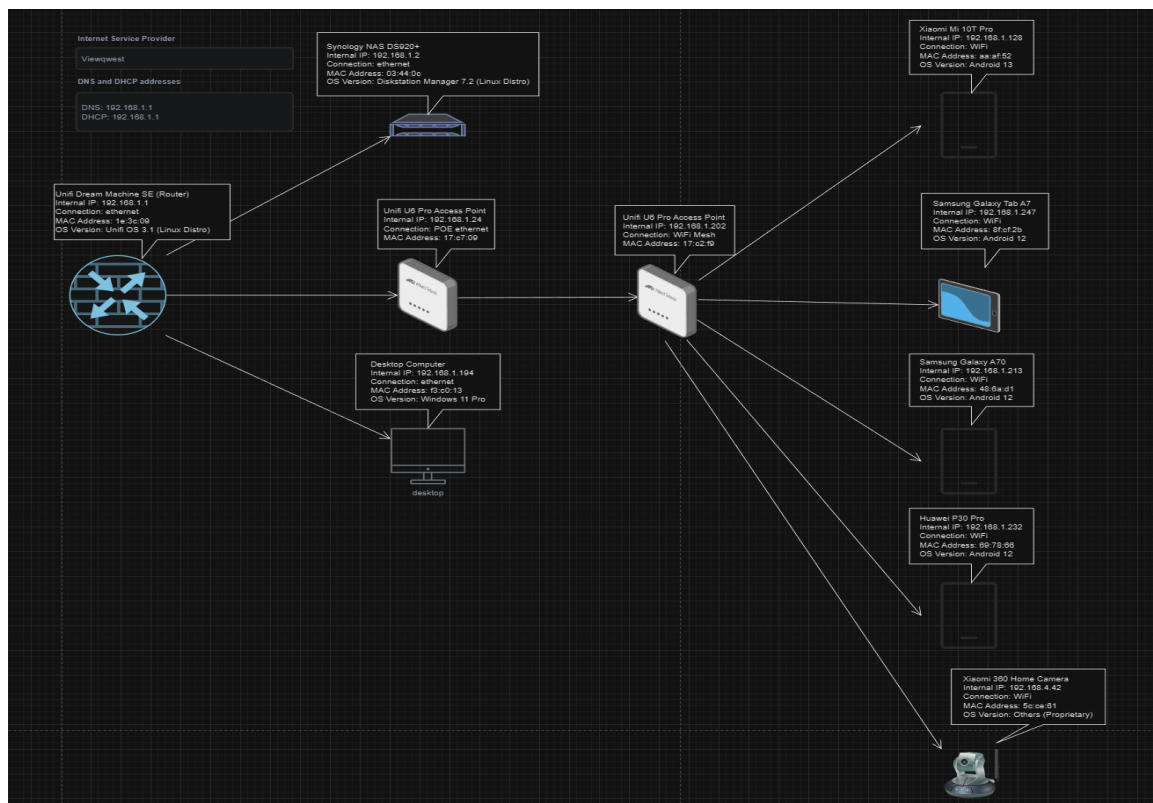 Internet Service Provider
Viewqwest
DNS and DHCP addresses
DNS: 192.168.1.1
DHCP: 192.168.1.1
Synology NAS DS920+
Internal IP: 192.168.1.2
Connection: ethernet
MAC Address: 03:44:0c
OS Version: Diskstation Manager 7.2 (Linux Distro)
Unifi Dream Machine SE (Router)
Internal IP: 192.168.1.1
Connection: ethernet
MAC Address: 1e:3c:09
OS Version: Unifi OS 3.1 (Linux Distro)
Unifi U6 Pro Access Point
Internal IP: 192.168.1.24
Connection: POE ethernet
MAC Address: 17:c7:09
Desktop Computer
Internal IP: 192.168.1.194
Connection: ethernet
MAC Address: f3:c0:13
OS Version: Windows 11 Pro
desktop
Unifi U6 Pro Access Point
Internal IP: 192.168.1.202
Connection: WiFi Mesh
MAC Address: 17:c2:f9
Xiaomi Mi 10T Pro
Internal IP: 192.168.1.128
Connection: WiFi
MAC Address: aa:af:52
OS Version: Android 13
Samsung Galaxy Tab A7
Internal IP: 192.168.1.247
Connection: WiFi
MAC Address: 8f:cf:2b
OS Version: Android 12
Samsung Galaxy A70
Internal IP: 192.168.1.213
Connection: WiFi
MAC Address: 48:6a:d1
OS Version: Android 12
Huawei P30 Pro
Internal IP: 192.168.1.232
Connection: WiFi
MAC Address: 69:78:66
OS Version: Android 12
Xiaomi 360 Home Camera
Internal IP: 192.168.4.42
Connection: WiFi
MAC Address: 5c:ce:61
OS Version: Others (Proprietary)